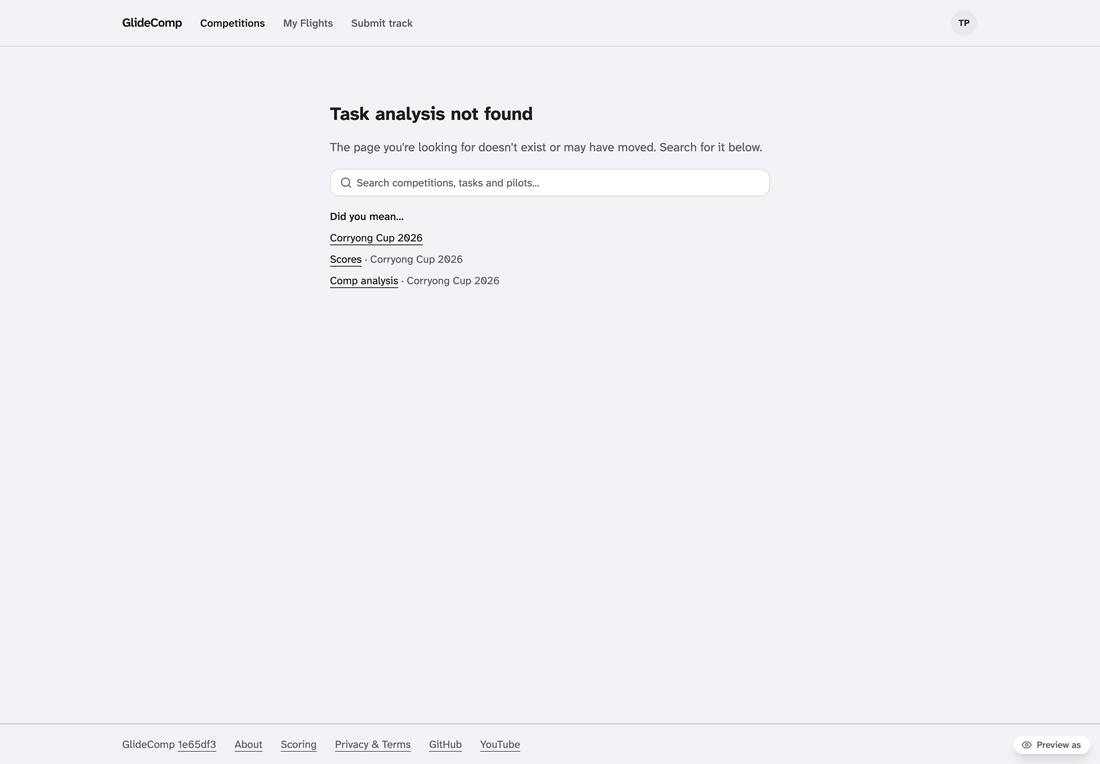 GlideComp Competitions My Flights Submit track TP
Task analysis not found
The page you're looking for doesn't exist or may have moved. Search for it below.
Search competitions, tasks and pilots...
Did you mean...
Corryong Cup 2026
Scores · Corryong Cup 2026
Comp analysis · Corryong Cup 2026
GlideComp 1e65df3 About Scoring Privacy & Terms GitHub YouTube Preview as